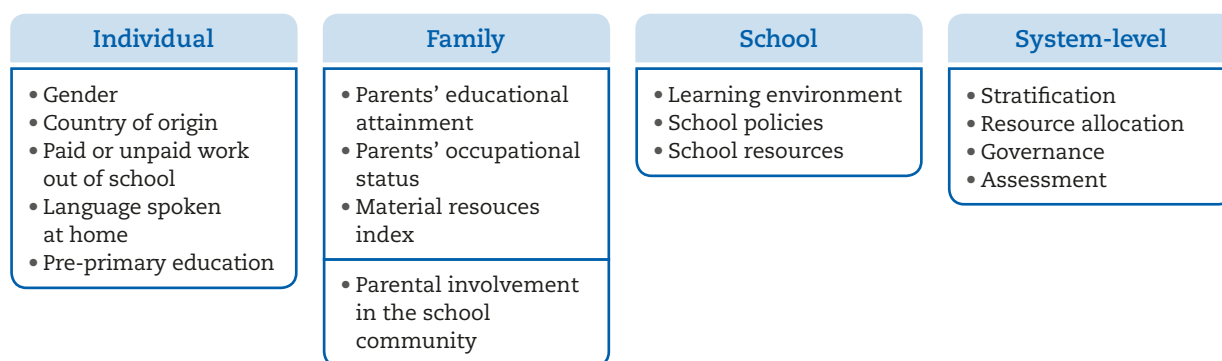 Individual
• Gender
• Country of origin
• Paid or unpaid work
out of school
• Language spoken
at home
• Pre-primary education
Family
• Parents’ educational
attainment
• Parents’ occupational
status
• Material resouces
index
• Parental involvement
in the school
community
School
• Learning environment
• School policies
• School resources
System-level
• Stratification
• Resource allocation
• Governance
• Assessment